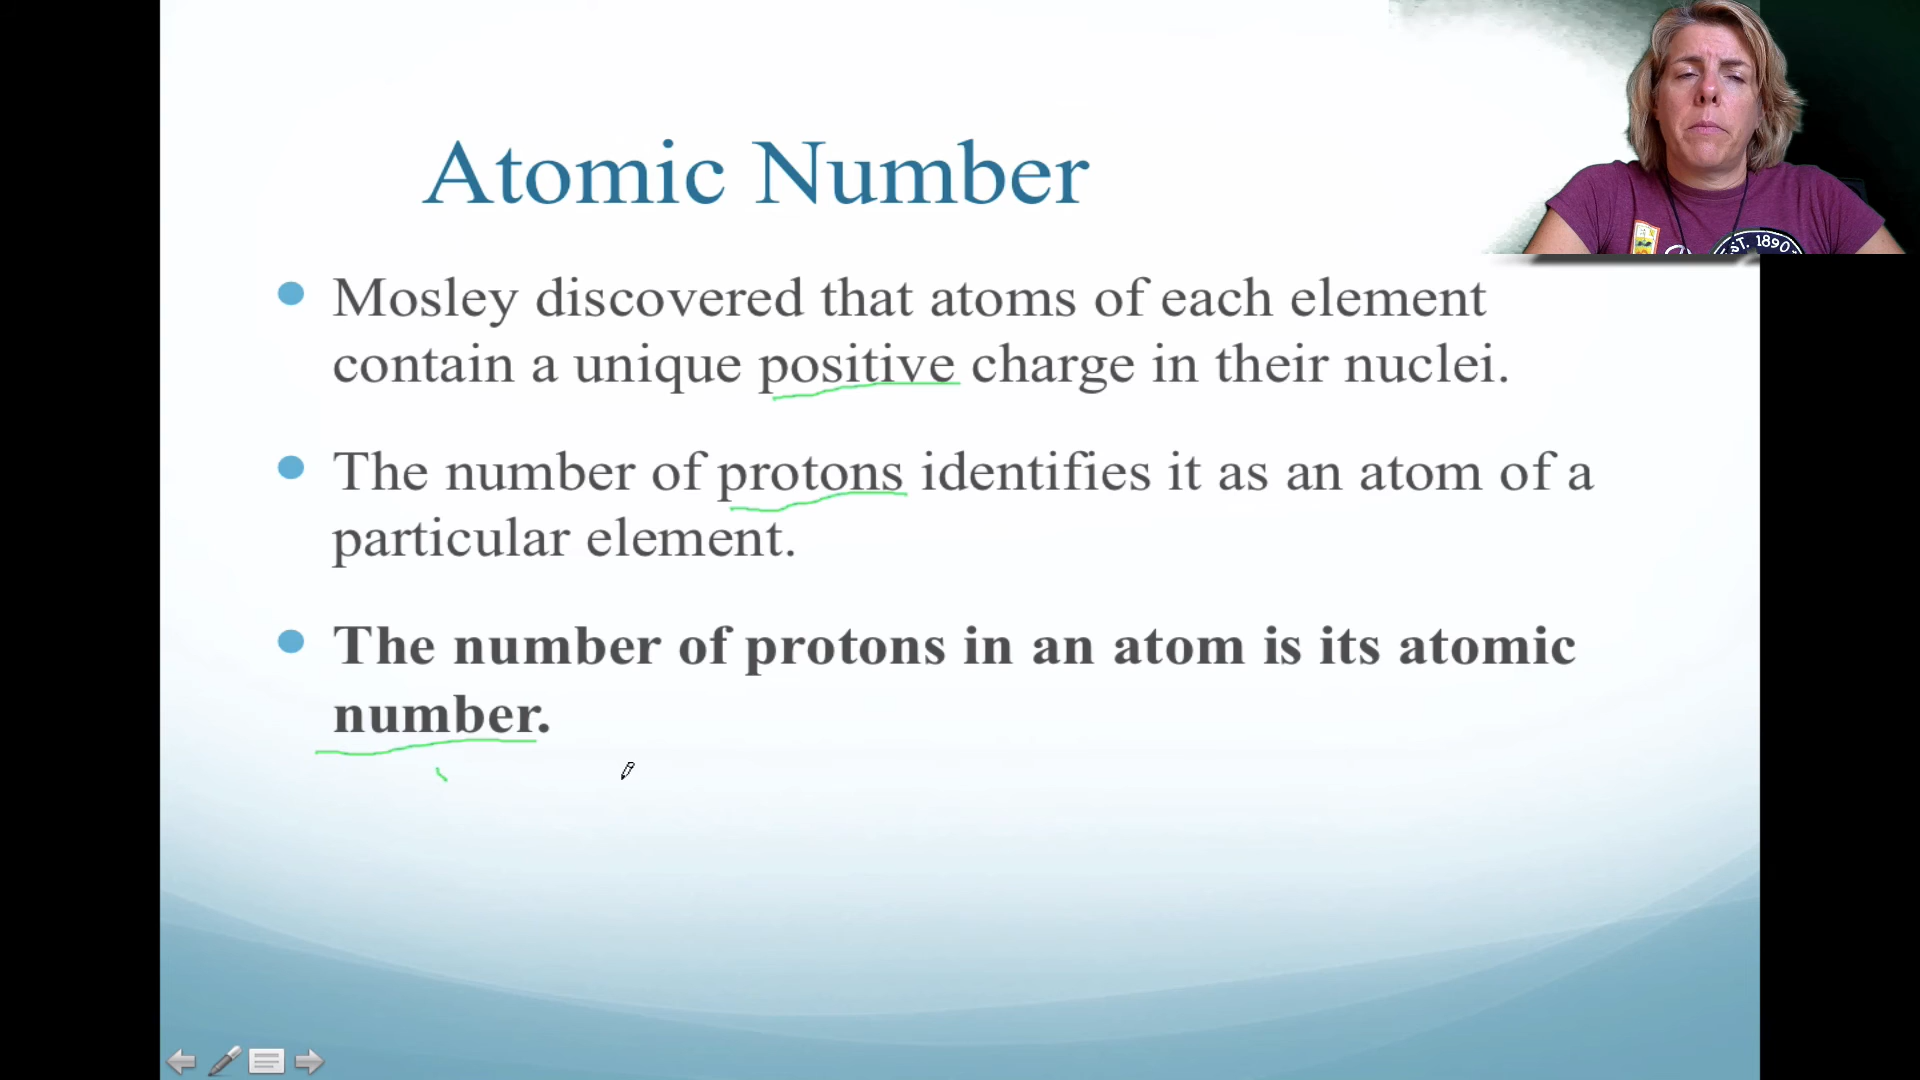 Atomic Number
EST. 1890
Mosley discovered that atoms of each element
contain a unique positive charge in their nuclei.
The number of protons identifies it as an atom of a
particular element.
The number of protons in an atom is its atomic
number.